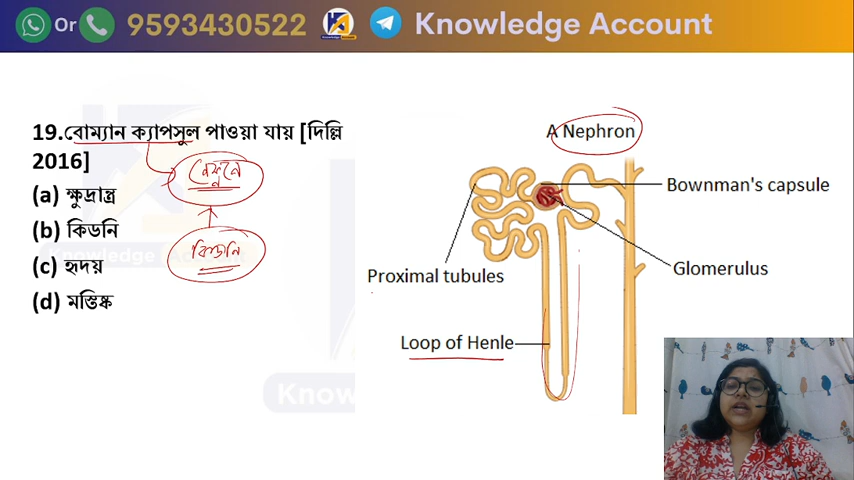 Or 9593430522 Knowledge Account
19.বোম্যান ক্যাপসুল পাওয়া যায় [দিল্লি
2016]
(a) ক্ষুদ্রান্ত্র
(b) কিডনি
(c) হৃদয়
(d) মস্তিষ্ক
কিডনি
A Nephron
Bownman's capsule
Glomerulus
Proximal tubules
Loop of Henle